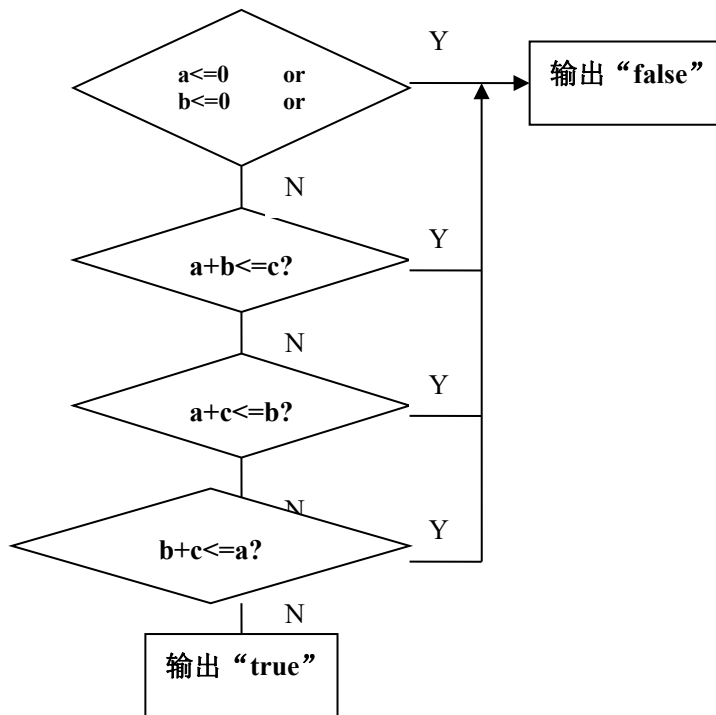 Y
a<=0 or
b<=0 or
输出“false”
N
Y
a+b<=c?
N
Y
a+c<=b?
N
Y
b+c<=a?
N
输出“true”